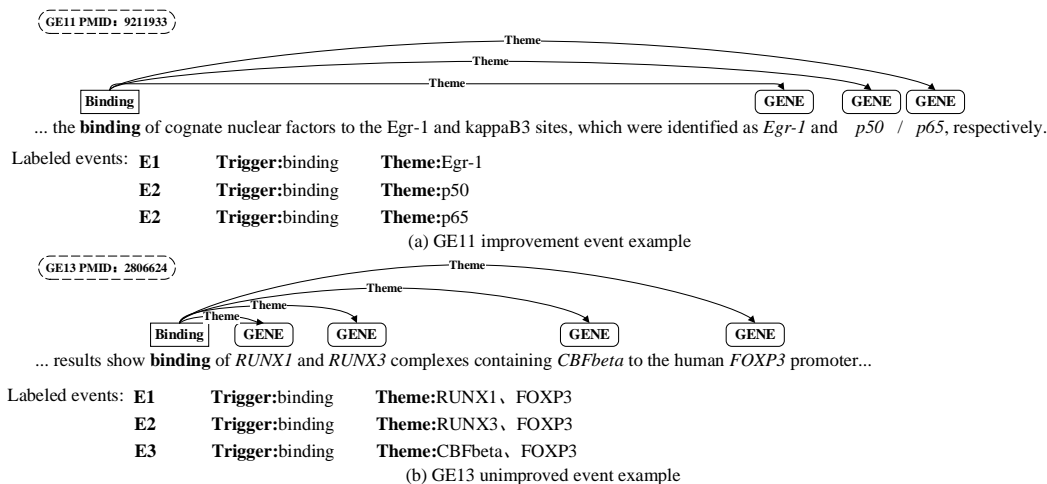 GE11 PMID：9211933
Theme
Theme
Theme
Binding GENE GENE GENE
... the binding of cognate nuclear factors to the Egr-1 and kappaB3 sites, which were identified as Egr-1 and p50 / p65, respectively.
Labeled events: E1 Trigger:binding Theme:Egr-1
E2 Trigger:binding Theme:p50
E2 Trigger:binding Theme:p65
(a) GE11 improvement event example
GE13 PMID：2806624
Theme
Theme
Theme
Theme
Binding GENE GENE GENE GENE
... results show binding of RUNX1 and RUNX3 complexes containing CBFbeta to the human FOXP3 promoter...
Labeled events: E1 Trigger:binding Theme:RUNX1、FOXP3
E2 Trigger:binding Theme:RUNX3、FOXP3
E3 Trigger:binding Theme:CBFbeta、FOXP3
(b) GE13 unimproved event example